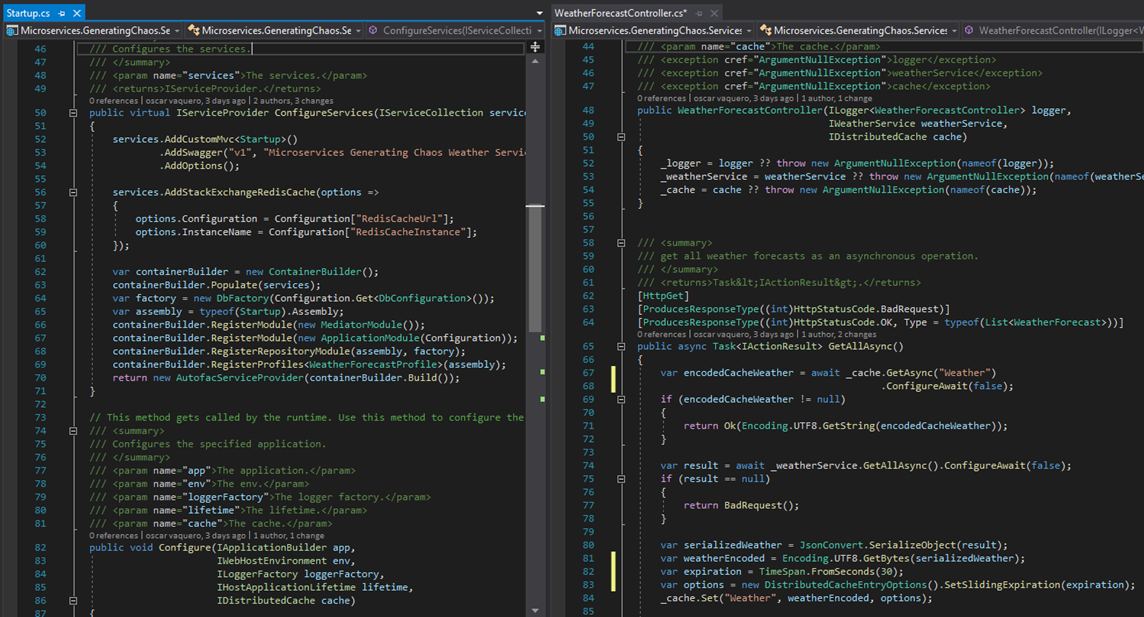 Startup.cs
Microservices.GeneratingChaos.Se
Microservices.GeneratingChaos.Se
ConfigureServices(IServiceCollecti
46 /// Configures the services.
47 /// </summary>
48 /// <param name="services">The services.</param>
49 /// <returns>IServiceProvider.</returns>
0 references | oscar vaquero, 3 days ago | 2 authors, 3 changes
50 public virtual IServiceProvider ConfigureServices(IServiceCollection service
51 {
52 services.AddCustomMvc<Startup>()
53 .AddSwagger("v1", "Microservices Generating Chaos Weather Servi
54 .AddOptions();
55
56 services.AddStackExchangeRedisCache(options =>
57 {
58 options.Configuration = Configuration["RedisCacheUrl"];
59 options.InstanceName = Configuration["RedisCacheInstance"];
60 });
61
62 var containerBuilder = new ContainerBuilder();
63 containerBuilder.Populate(services);
64 var factory = new DbFactory(Configuration.Get<DbConfiguration>());
65 var assembly = typeof(Startup).Assembly;
66 containerBuilder.RegisterModule(new MediatorModule());
67 containerBuilder.RegisterModule(new ApplicationModule(Configuration));
68 containerBuilder.RegisterRepositoryModule(assembly, factory);
69 containerBuilder.RegisterProfiles<WeatherForecastProfile>(assembly);
70 return new AutofacServiceProvider(containerBuilder.Build());
71 }
72
73 // This method gets called by the runtime. Use this method to configure the
74 /// <summary>
75 /// Configures the specified application.
76 /// </summary>
77 /// <param name="app">The application.</param>
78 /// <param name="env">The env.</param>
79 /// <param name="loggerFactory">The logger factory.</param>
80 /// <param name="lifetime">The lifetime.</param>
81 /// <param name="cache">The cache.</param>
0 references | oscar vaquero, 3 days ago | 1 author, 1 change
82 public void Configure(IApplicationBuilder app,
83 IWebHostEnvironment env,
84 ILoggerFactory loggerFactory,
85 IHostApplicationLifetime lifetime,
86 IDistributedCache cache)
87 {
WeatherForecastController.cs*
Microservices.GeneratingChaos.Servic
Microservices.GeneratingChaos.Servic
WeatherForecastController(ILogger<W
44 /// <param name="cache">The cache.</param>
45 /// <exception cref="ArgumentNullException">logger</exception>
46 /// <exception cref="ArgumentNullException">weatherService</exception>
47 /// <exception cref="ArgumentNullException">cache</exception>
0 references | oscar vaquero, 3 days ago | 1 author, 1 change
48 public WeatherForecastController(ILogger<WeatherForecastController> logger,
49 IWeatherService weatherService,
50 IDistributedCache cache)
51 {
52 _logger = logger ?? throw new ArgumentNullException(nameof(logger));
53 _weatherService = weatherService ?? throw new ArgumentNullException(nameof(weatherSe
54 _cache = cache ?? throw new ArgumentNullException(nameof(cache));
55 }
56
57
58 /// <summary>
59 /// get all weather forecasts as an asynchronous operation.
60 /// </summary>
61 /// <returns>Task&lt;IActionResult&gt;.</returns>
62 [HttpGet]
63 [ProducesResponseType((int)HttpStatusCode.BadRequest)]
64 [ProducesResponseType((int)HttpStatusCode.OK, Type = typeof(List<WeatherForecast>))]
0 references | oscar vaquero, 3 days ago | 1 author, 2 changes
65 public async Task<IActionResult> GetAllAsync()
66 {
67 var encodedCacheWeather = await _cache.GetAsync("Weather")
68 .ConfigureAwait(false);
69 if (encodedCacheWeather != null)
70 {
71 return Ok(Encoding.UTF8.GetString(encodedCacheWeather));
72 }
73
74 var result = await _weatherService.GetAllAsync().ConfigureAwait(false);
75 if (result == null)
76 {
77 return BadRequest();
78 }
79
80 var serializedWeather = JsonConvert.SerializeObject(result);
81 var weatherEncoded = Encoding.UTF8.GetBytes(serializedWeather);
82 var expiration = TimeSpan.FromSeconds(30);
83 var options = new DistributedCacheEntryOptions().SetSlidingExpiration(expiration);
84 _cache.Set("Weather", weatherEncoded, options);
85